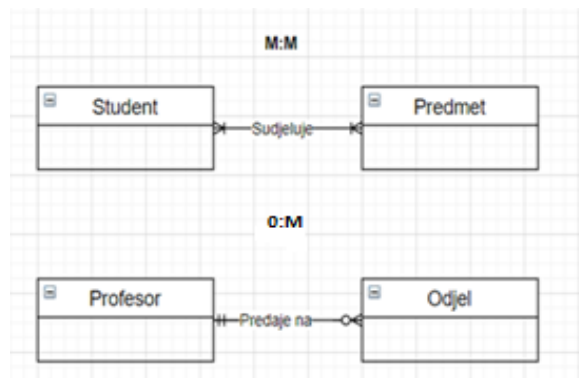 M:M
Student
Predmet
Sudjeluje
0:M
Profesor
Odjel
Predaje na